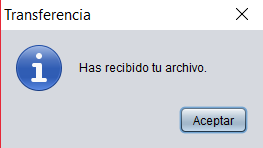 Transferencia
Has recibido tu archivo.
Aceptar